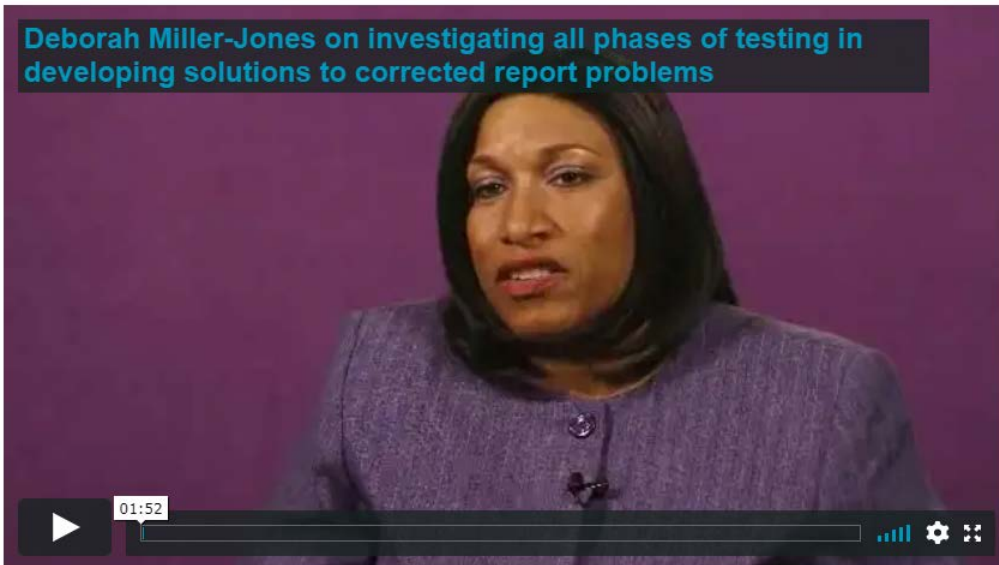 Deborah Miller-Jones on investigating all phases of testing in
developing solutions to corrected report problems
01:52